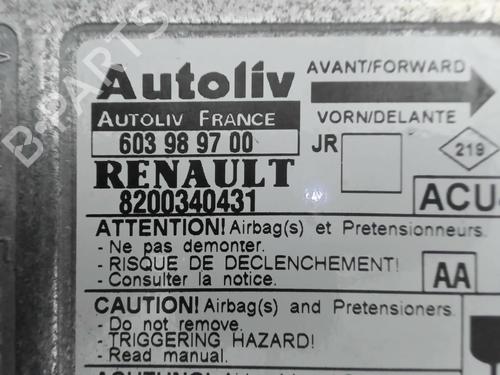 Autoliv
AVANT/FORWARD
AUTOLIV FRANCE
VORN/DELANTE
603 98 97 00
JR
219
RENAULT
8200340431
ACU
ATTENTION! Airbag(s) et Pretensionneurs.
- Ne pas demonter.
- RISQUE DE DECLENCHEMENT!
- Consulter la notice.
AA
CAUTION! Airbag(s) and Pretensioners.
- Do not remove.
- TRIGGERING HAZARD!
- Read manual.
B-PARTS